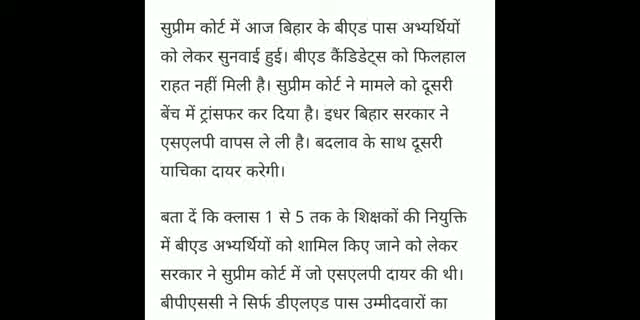 सुप्रीम कोर्ट में आज बिहार के बीएड पास अभ्यर्थियों
को लेकर सुनवाई हुई। बीएड कैंडिडेट्स को फिलहाल
राहत नहीं मिली है। सुप्रीम कोर्ट ने मामले को दूसरी
बेंच में ट्रांसफर कर दिया है। इधर बिहार सरकार ने
एसएलपी वापस ले ली है। बदलाव के साथ दूसरी
याचिका दायर करेगी।
बता दें कि क्लास 1 से 5 तक के शिक्षकों की नियुक्ति
में बीएड अभ्यर्थियों को शामिल किए जाने को लेकर
सरकार ने सुप्रीम कोर्ट में जो एसएलपी दायर की थी।
बीपीएससी ने सिर्फ डीएलएड पास उम्मीदवारों का